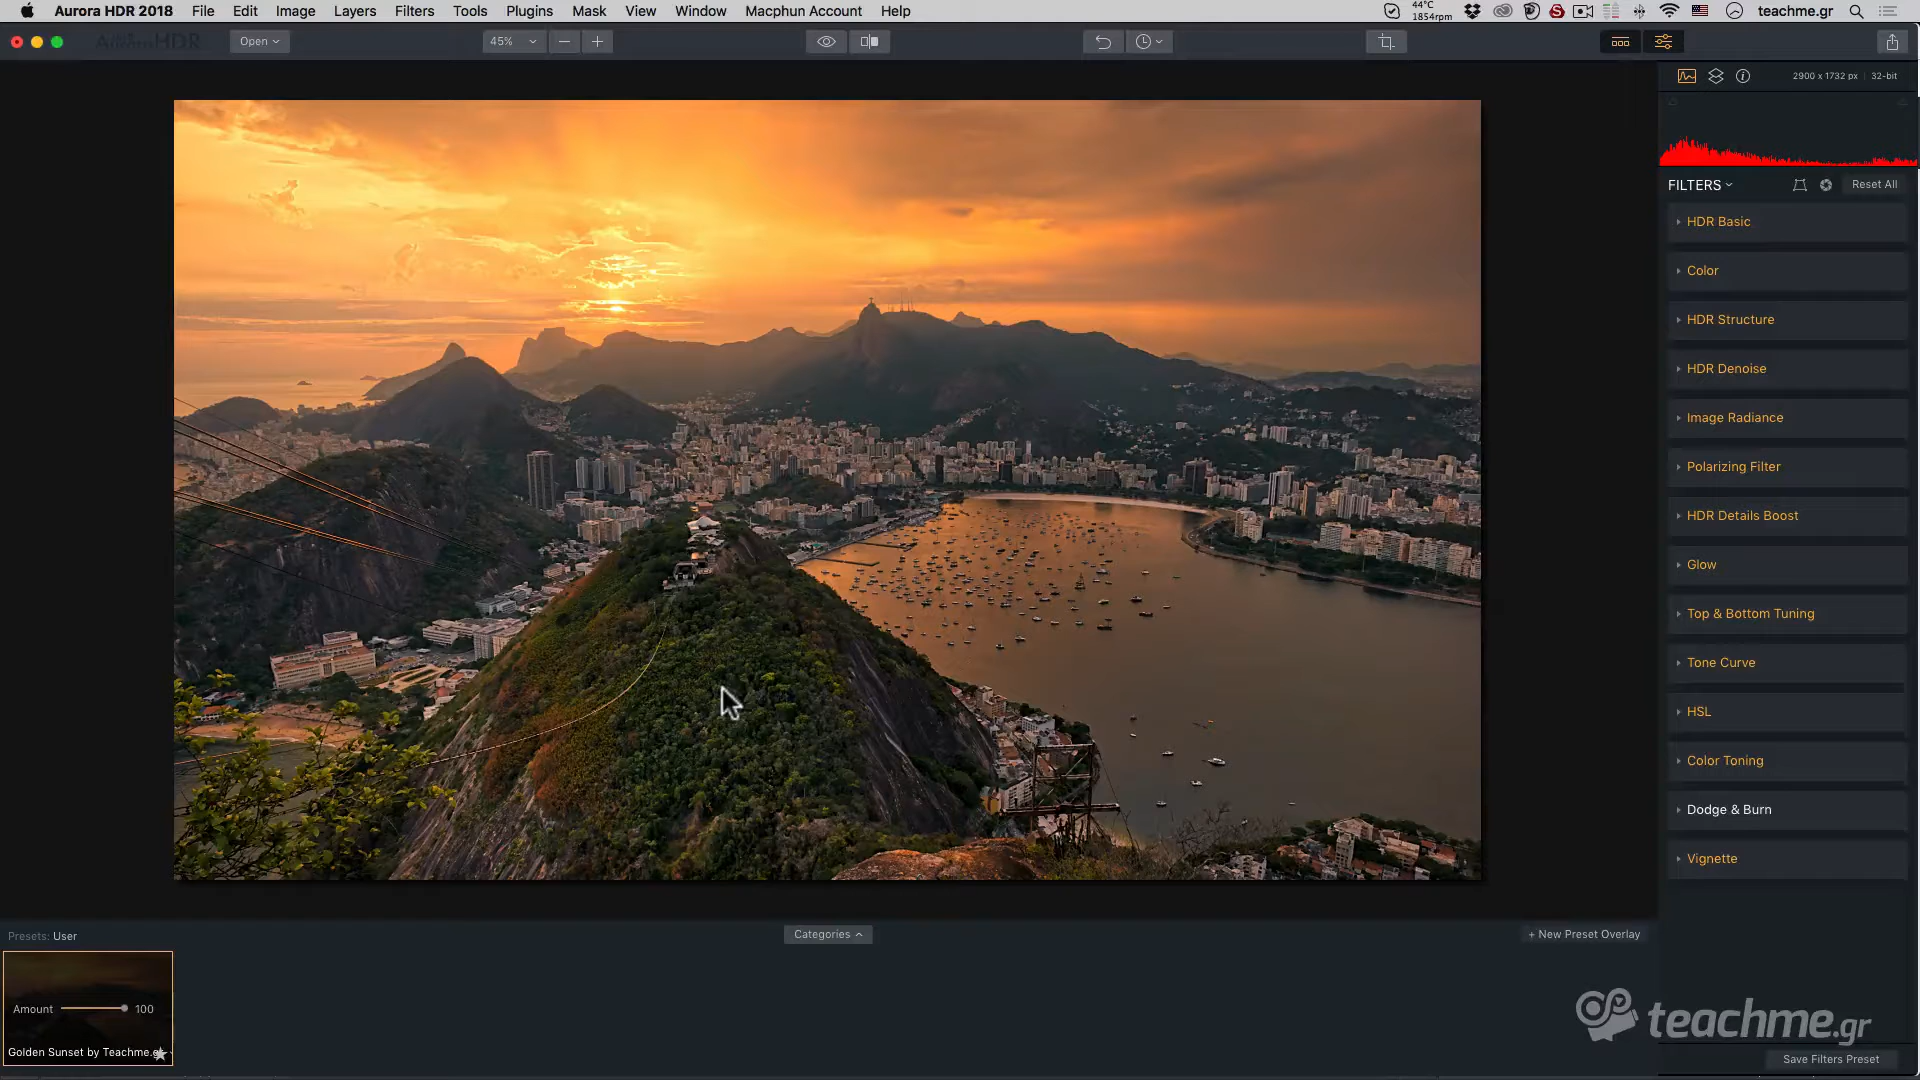 Aurora HDR 2018 File Edit Image Layers Filters Tools Plugins Mask View Window Macphun Account Help 44°C 1854rpm teachme.gr
AuroraHDR Open 45%
2900 x 1732 px | 32-bit
FILTERS Reset All
HDR Basic
Color
HDR Structure
HDR Denoise
Image Radiance
Polarizing Filter
HDR Details Boost
Glow
Top & Bottom Tuning
Tone Curve
HSL
Color Toning
Dodge & Burn
Vignette
Presets: User Categories + New Preset Overlay
Amount 100
Golden Sunset by Teachme.g
teachme.gr
Save Filters Preset